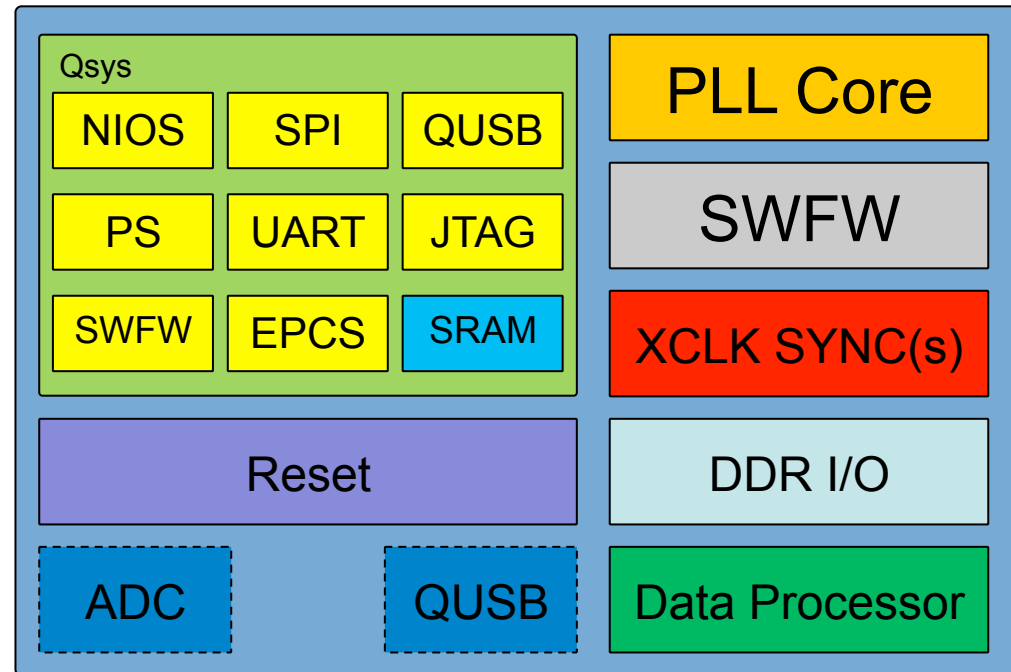 Qsys
NIOS
SPI
QUSB
PS
UART
JTAG
SWFW
EPCS
SRAM
Reset
ADC
QUSB
PLL Core
SWFW
XCLK SYNC(s)
DDR I/O
Data Processor